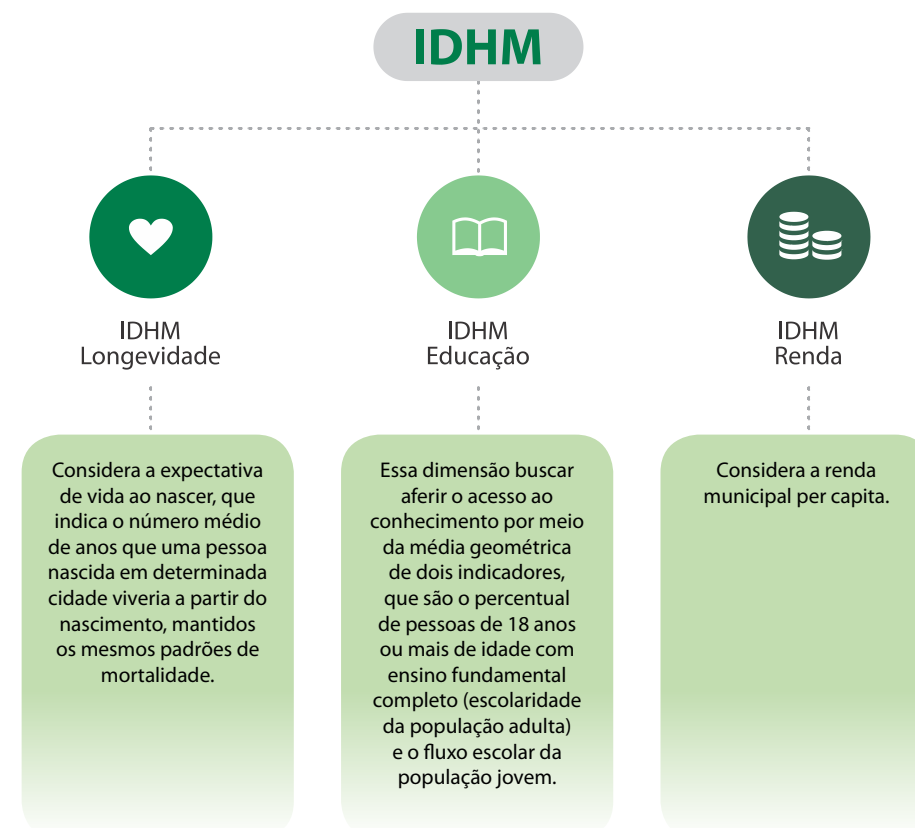 IDHM
IDHM
Longevidade
IDHM
Educação
IDHM
Renda
Considera a expectativa
de vida ao nascer, que
indica o número médio
de anos que uma pessoa
nascida em determinada
cidade viveria a partir do
nascimento, mantidos
os mesmos padrões de
mortalidade.
Essa dimensão buscar
aferir o acesso ao
conhecimento por meio
da média geométrica
de dois indicadores,
que são o percentual
de pessoas de 18 anos
ou mais de idade com
ensino fundamental
completo (escolaridade
da população adulta)
e o fluxo escolar da
população jovem.
Considera a renda
municipal per capita.